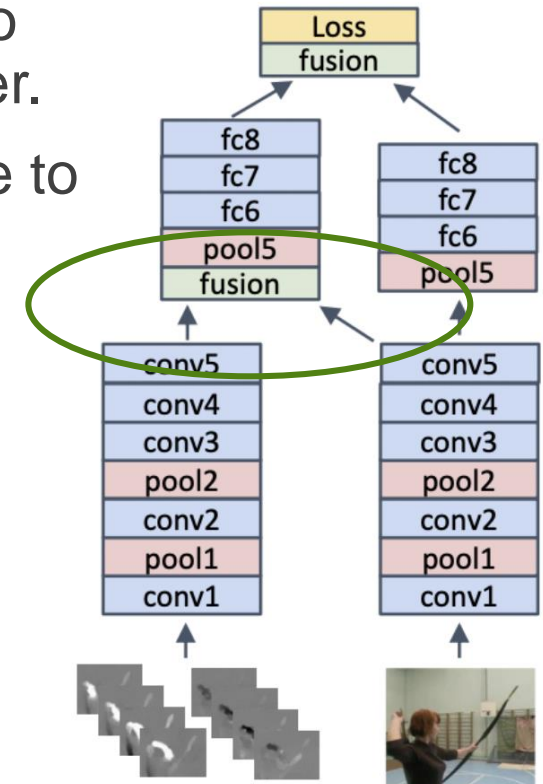 er.
e to
Loss
fusion
fc8
fc7
fc6
pool5
fusion
fc8
fc7
fc6
pool5
conv5
conv4
conv3
pool2
conv2
pool1
conv1
conv5
conv4
conv3
pool2
conv2
pool1
conv1